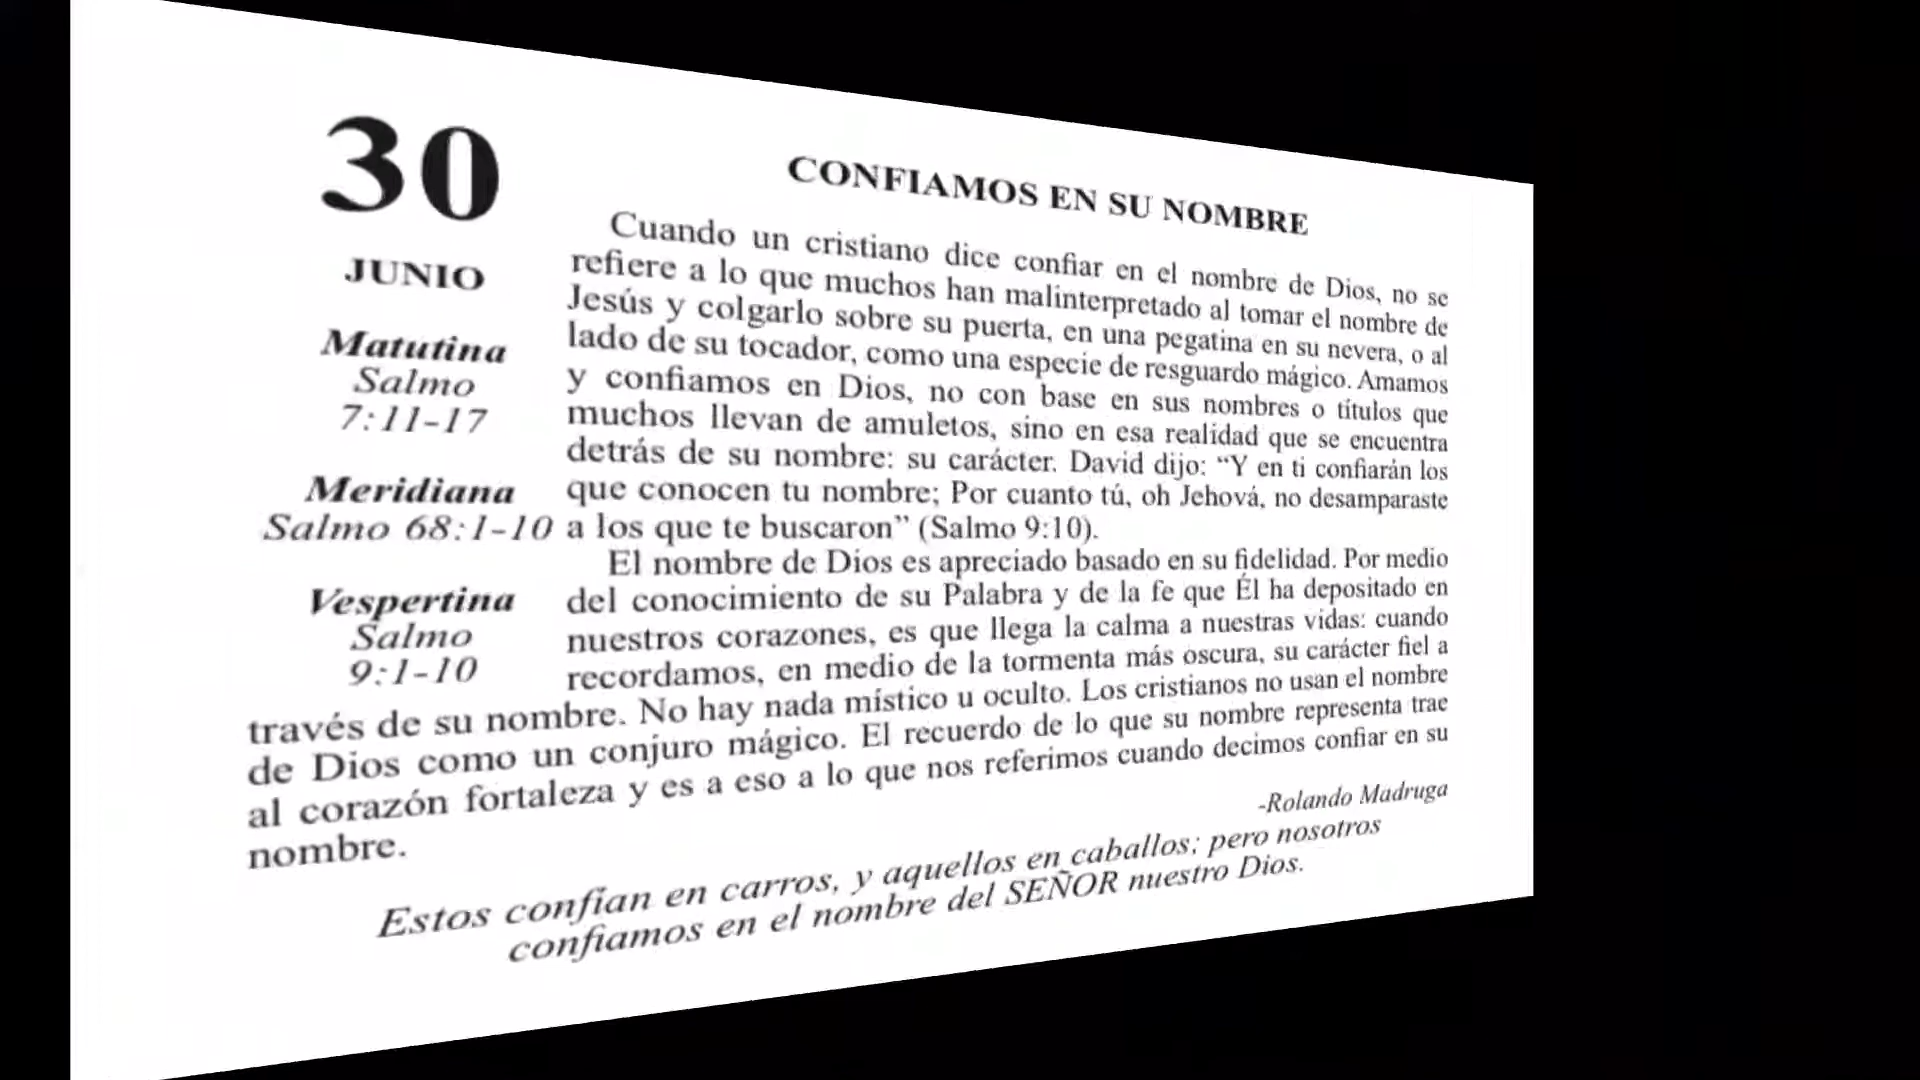 30
JUNIO
Matutina
Salmo
7:11-17
Meridiana
Salmo 68:1-10
Vespertina
Salmo
9:1-10
CONFIAMOS EN SU NOMBRE
Cuando un cristiano dice confiar en el nombre de Dios, no se
refiere a lo que muchos han malinterpretado al tomar el nombre de
Jesús y colgarlo sobre su puerta, en una pegatina en su nevera, o al
lado de su tocador, como una especie de resguardo mágico. Amamos
y confiamos en Dios, no con base en sus nombres o títulos que
muchos llevan de amuletos, sino en esa realidad que se encuentra
detrás de su nombre: su carácter. David dijo: “Y en ti confiarán los
que conocen tu nombre; Por cuanto tú, oh Jehová, no desamparaste
a los que te buscaron” (Salmo 9:10).
El nombre de Dios es apreciado basado en su fidelidad. Por medio
del conocimiento de su Palabra y de la fe que Él ha depositado en
nuestros corazones, es que llega la calma a nuestras vidas: cuando
recordamos, en medio de la tormenta más oscura, su carácter fiel a
través de su nombre. No hay nada místico u oculto. Los cristianos no usan el nombre
de Dios como un conjuro mágico. El recuerdo de lo que su nombre representa trae
al corazón fortaleza y es a eso a lo que nos referimos cuando decimos confiar en su
nombre.
-Rolando Madruga
Estos confían en carros, y aquellos en caballos; pero nosotros
confiamos en el nombre del SEÑOR nuestro Dios.